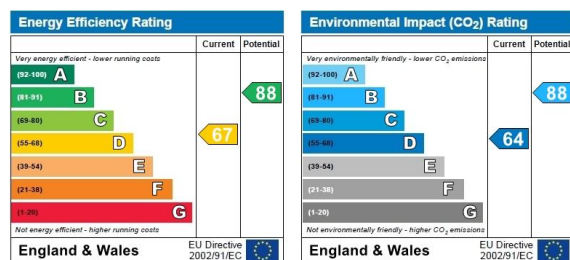 Energy Efficiency Rating
Current Potential
Very energy efficient - lower running costs
(92-100) A
(81-91) B
88
(69-80) C
(55-68) D
67
(39-54) E
(21-38) F
(1-20) G
Not energy efficient - higher running costs
England & Wales
EU Directive
2002/91/EC
Environmental Impact (CO2) Rating
Current Potential
Very environmentally friendly - lower CO2 emissions
(92-100) A
(81-91) B
88
(69-80) C
(55-68) D
64
(39-54) E
(21-38) F
(1-20) G
Not environmentally friendly - higher CO2 emissions
England & Wales
EU Directive
2002/91/EC